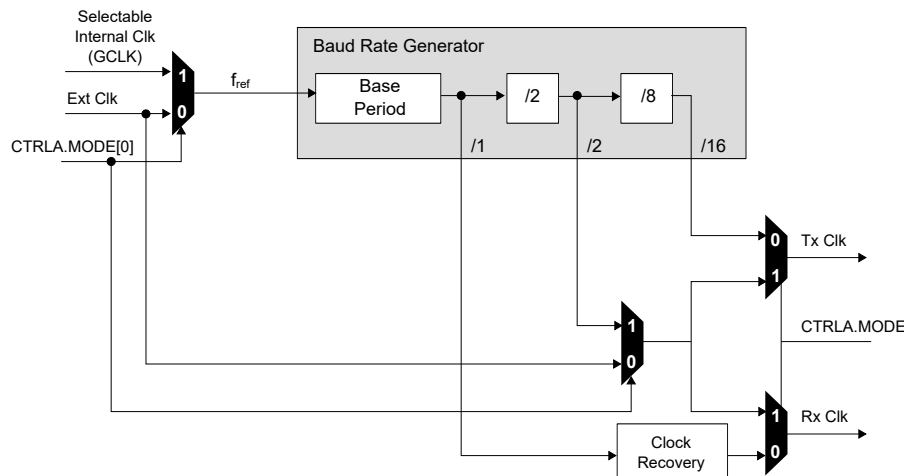 Selectable
Internal Clk
(GCLK)
Baud Rate Generator
1
f_ref
Base
Period
/2
/8
Ext Clk
0
CTRLA.MODE[0]
/1
/2
/16
0
Tx Clk
1
1
CTRLA.MODE
0
1
Rx Clk
Clock
Recovery
0